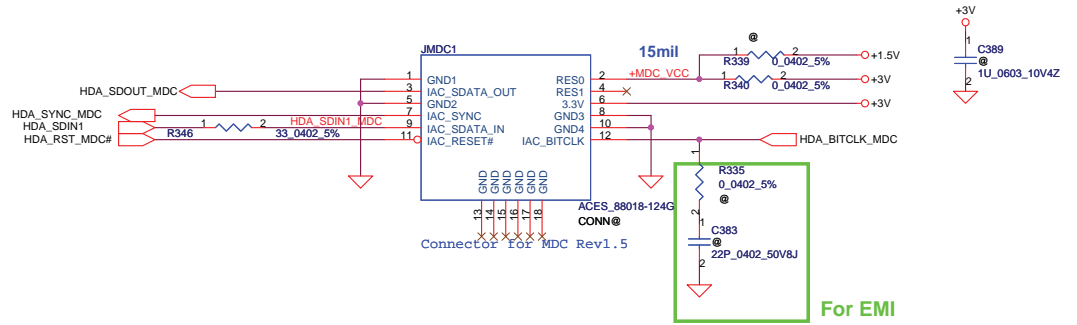 +3V
1
C389
@
1U_0603_10V4Z
2
JMDC1
15mil
@
1 R339 2 0_0402_5% +1.5V
+MDC_VCC
1 R340 2 0_0402_5% +3V
+3V
1 GND1
3 IAC_SDATA_OUT
5 GND2
7 IAC_SYNC
9 IAC_SDATA_IN
11 IAC_RESET#
RES0 2
RES1 4
3.3V 6
GND3 8
GND4 10
IAC_BITCLK 12
HDA_SDOUT_MDC
HDA_SYNC_MDC
HDA_SDIN1
HDA_RST_MDC#
1 R346 2 33_0402_5%
HDA_SDIN1_MDC
HDA_BITCLK_MDC
GND GND GND GND GND GND
13 14 15 16 17 18
ACES_88018-124G
CONN@
Connector for MDC Rev1.5
1
R335
0_0402_5%
@
2
1
C383
@
22P_0402_50V8J
2
For EMI